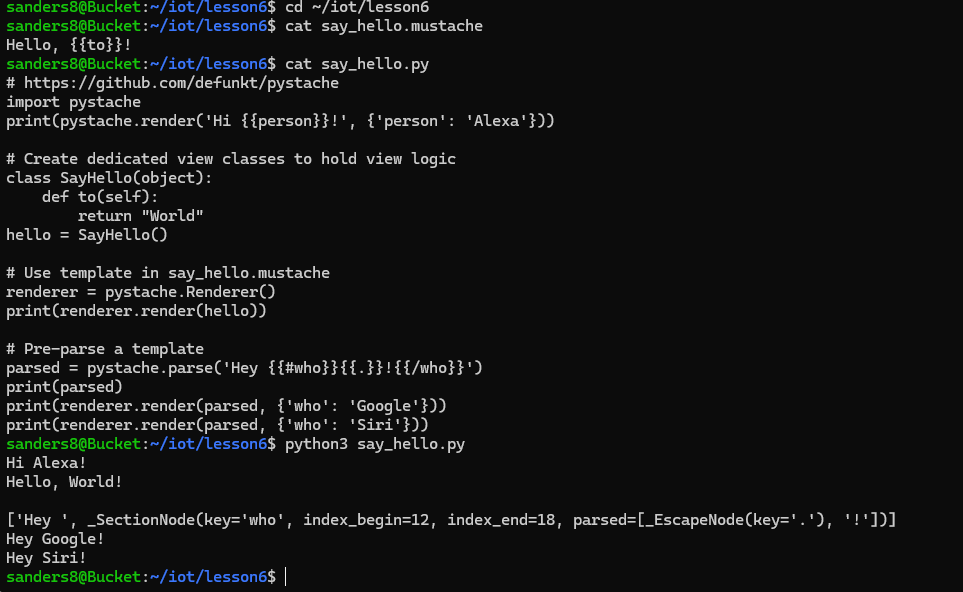 sanders8@Bucket:~/iot/lesson6$ cd ~/iot/lesson6
sanders8@Bucket:~/iot/lesson6$ cat say_hello.mustache
Hello, {{to}}!
sanders8@Bucket:~/iot/lesson6$ cat say_hello.py
# https://github.com/defunkt/pystache
import pystache
print(pystache.render('Hi {{person}}!', {'person': 'Alexa'}))

# Create dedicated view classes to hold view logic
class SayHello(object):
    def to(self):
        return "World"
hello = SayHello()

# Use template in say_hello.mustache
renderer = pystache.Renderer()
print(renderer.render(hello))

# Pre-parse a template
parsed = pystache.parse('Hey {{#who}}{{.}}!{{/who}}')
print(parsed)
print(renderer.render(parsed, {'who': 'Google'}))
print(renderer.render(parsed, {'who': 'Siri'}))
sanders8@Bucket:~/iot/lesson6$ python3 say_hello.py
Hi Alexa!
Hello, World!

['Hey ', _SectionNode(key='who', index_begin=12, index_end=18, parsed=[_EscapeNode(key='.'), '!'])]
Hey Google!
Hey Siri!
sanders8@Bucket:~/iot/lesson6$